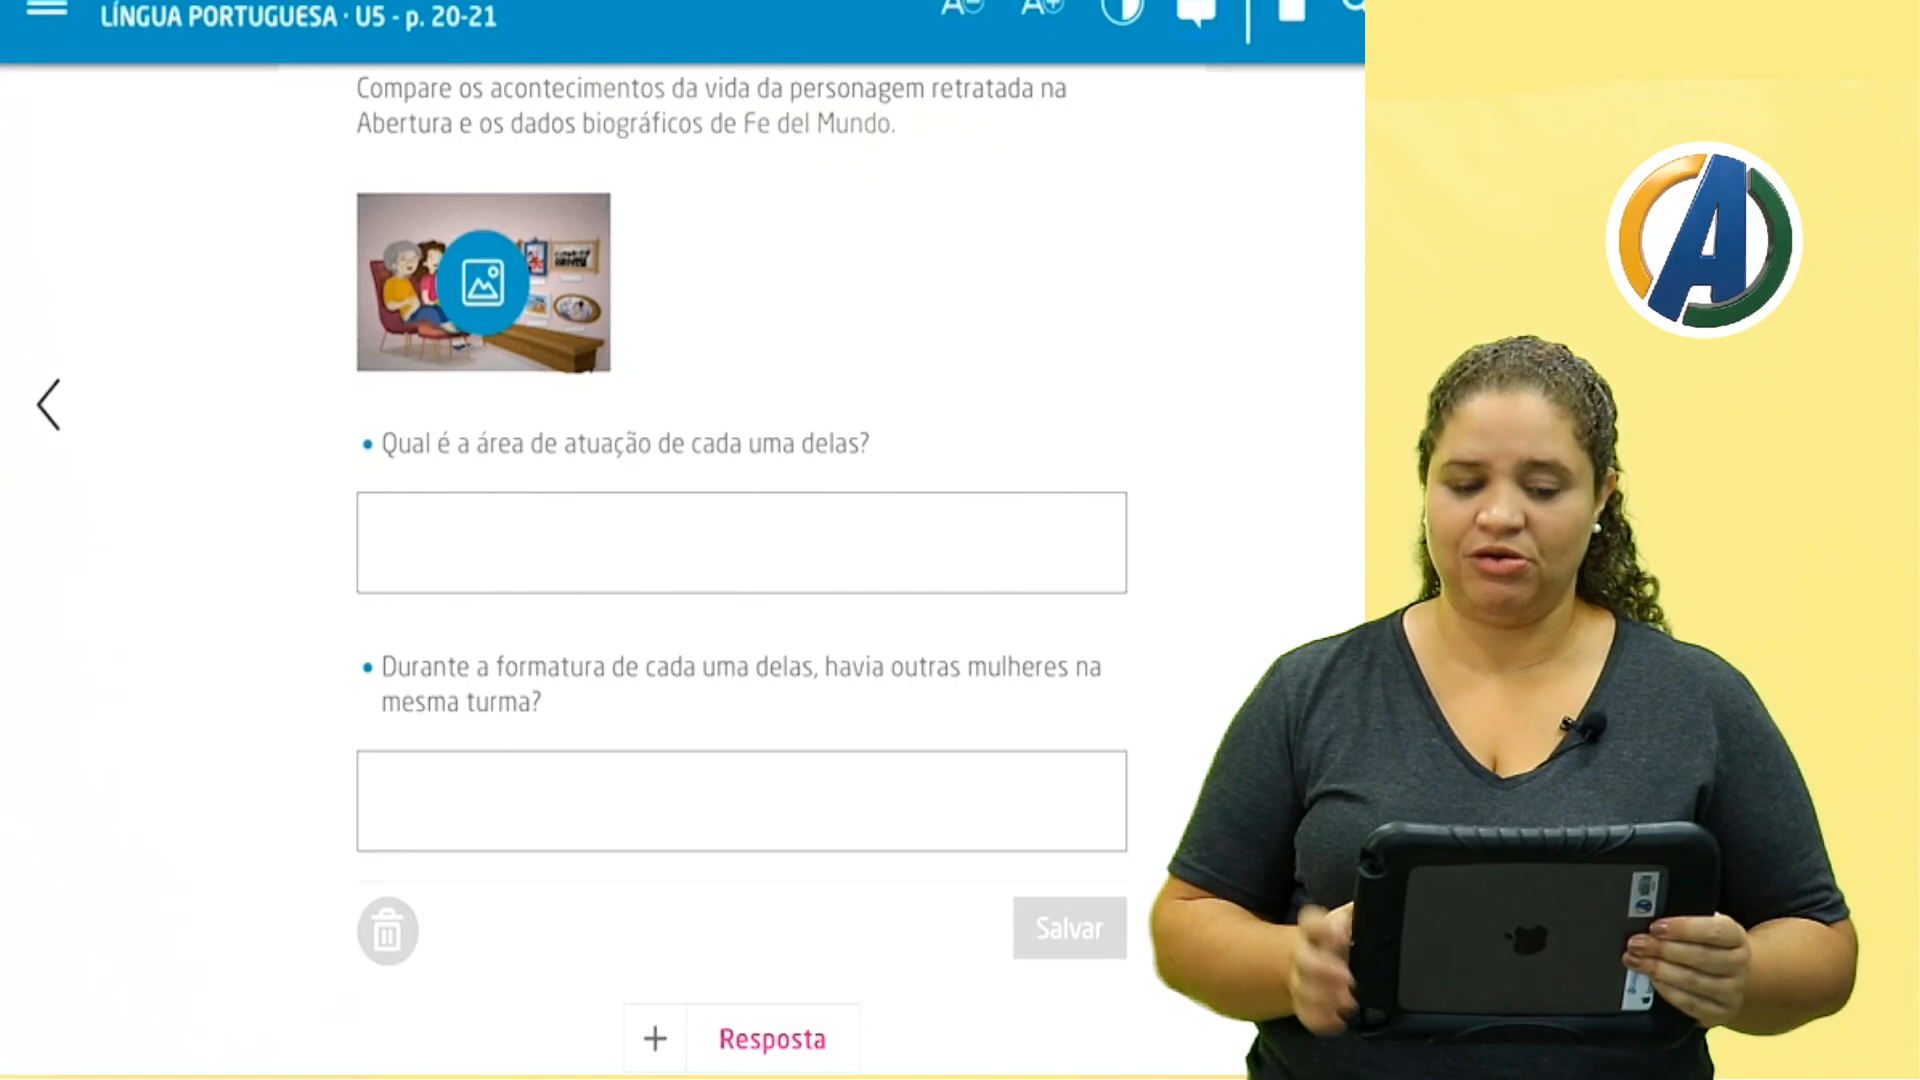 LÍNGUA PORTUGUESA · U5 - p. 20-21
Compare os acontecimentos da vida da personagem retratada na
Abertura e os dados biográficos de Fe del Mundo.
• Qual é a área de atuação de cada uma delas?
• Durante a formatura de cada uma delas, havia outras mulheres na
mesma turma?
Salvar
+ Resposta
A